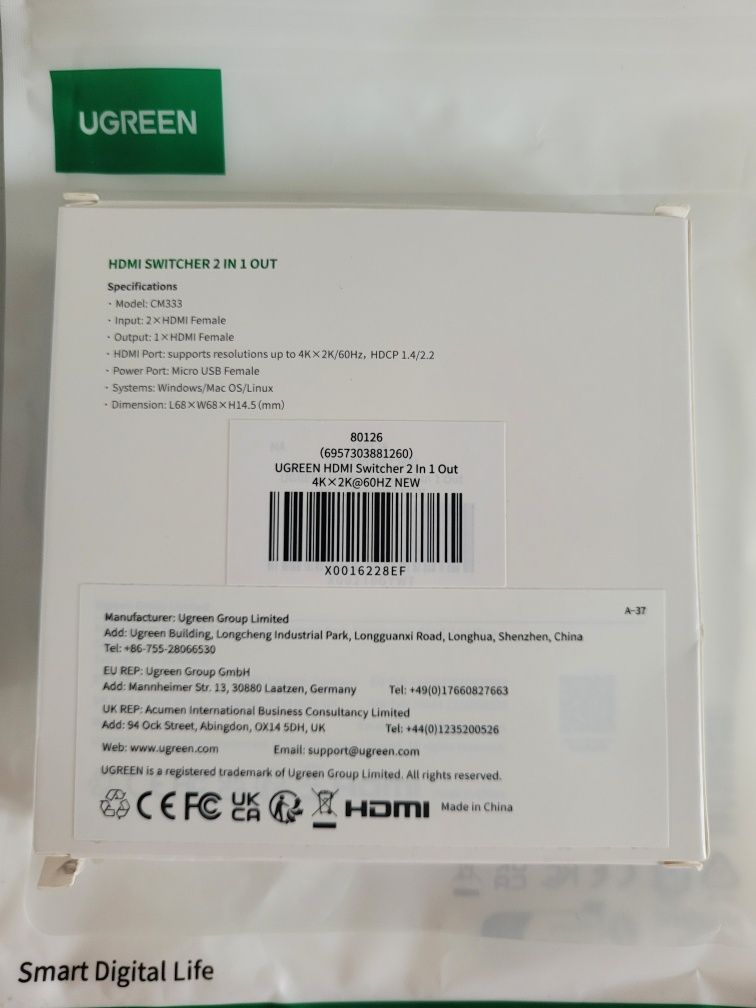 UGREEN
HDMI SWITCHER 2 IN 1 OUT
Specifications
· Model: CM333
· Input: 2×HDMI Female
· Output: 1×HDMI Female
· HDMI Port: supports resolutions up to 4K×2K/60Hz, HDCP 1.4/2.2
· Power Port: Micro USB Female
· Systems: Windows/Mac OS/Linux
· Dimension: L68×W68×H14.5 (mm)
80126
(6957303881260)
UGREEN HDMI Switcher 2 In 1 Out
4K×2K@60HZ NEW
X0016228EF
A-37
Manufacturer: Ugreen Group Limited
Add: Ugreen Building, Longcheng Industrial Park, Longguanxi Road, Longhua, Shenzhen, China
Tel: +86-755-28066530
EU REP: Ugreen Group GmbH
Add: Mannheimer Str. 13, 30880 Laatzen, Germany Tel: +49(0)17660827663
UK REP: Acumen International Business Consultancy Limited
Add: 94 Ock Street, Abingdon, OX14 5DH, UK Tel: +44(0)1235200526
Web: www.ugreen.com Email: support@ugreen.com
UGREEN is a registered trademark of Ugreen Group Limited. All rights reserved.
CE FC UK CA HDMI Made in China
Smart Digital Life